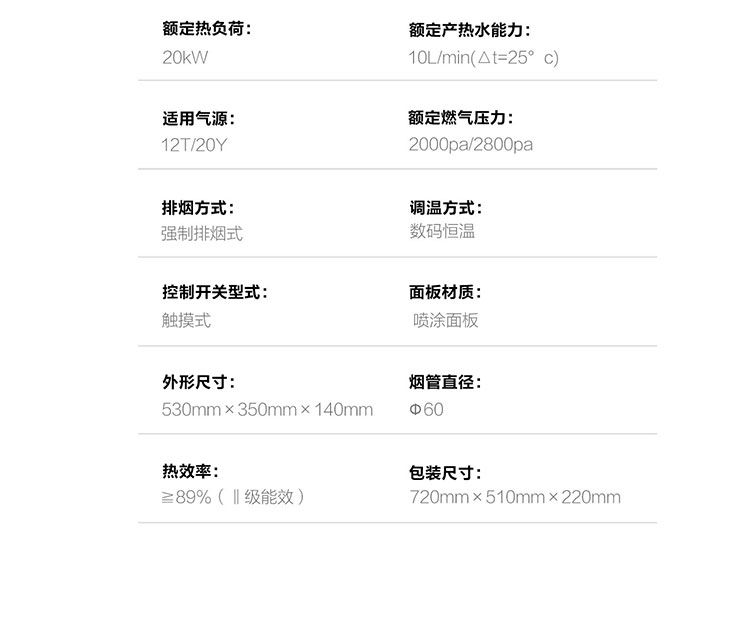 额定热负荷：
额定产热水能力：
20kW
10L/min(△t=25° c)
适用气源：
额定燃气压力：
12T/20Y
2000pa/2800pa
排烟方式：
调温方式：
强制排烟式
数码恒温
控制开关型式：
面板材质：
触摸式
喷涂面板
外形尺寸：
烟管直径：
530mm×350mm×140mm
Φ60
热效率：
包装尺寸：
≧89%（‖级能效）
720mm×510mm×220mm